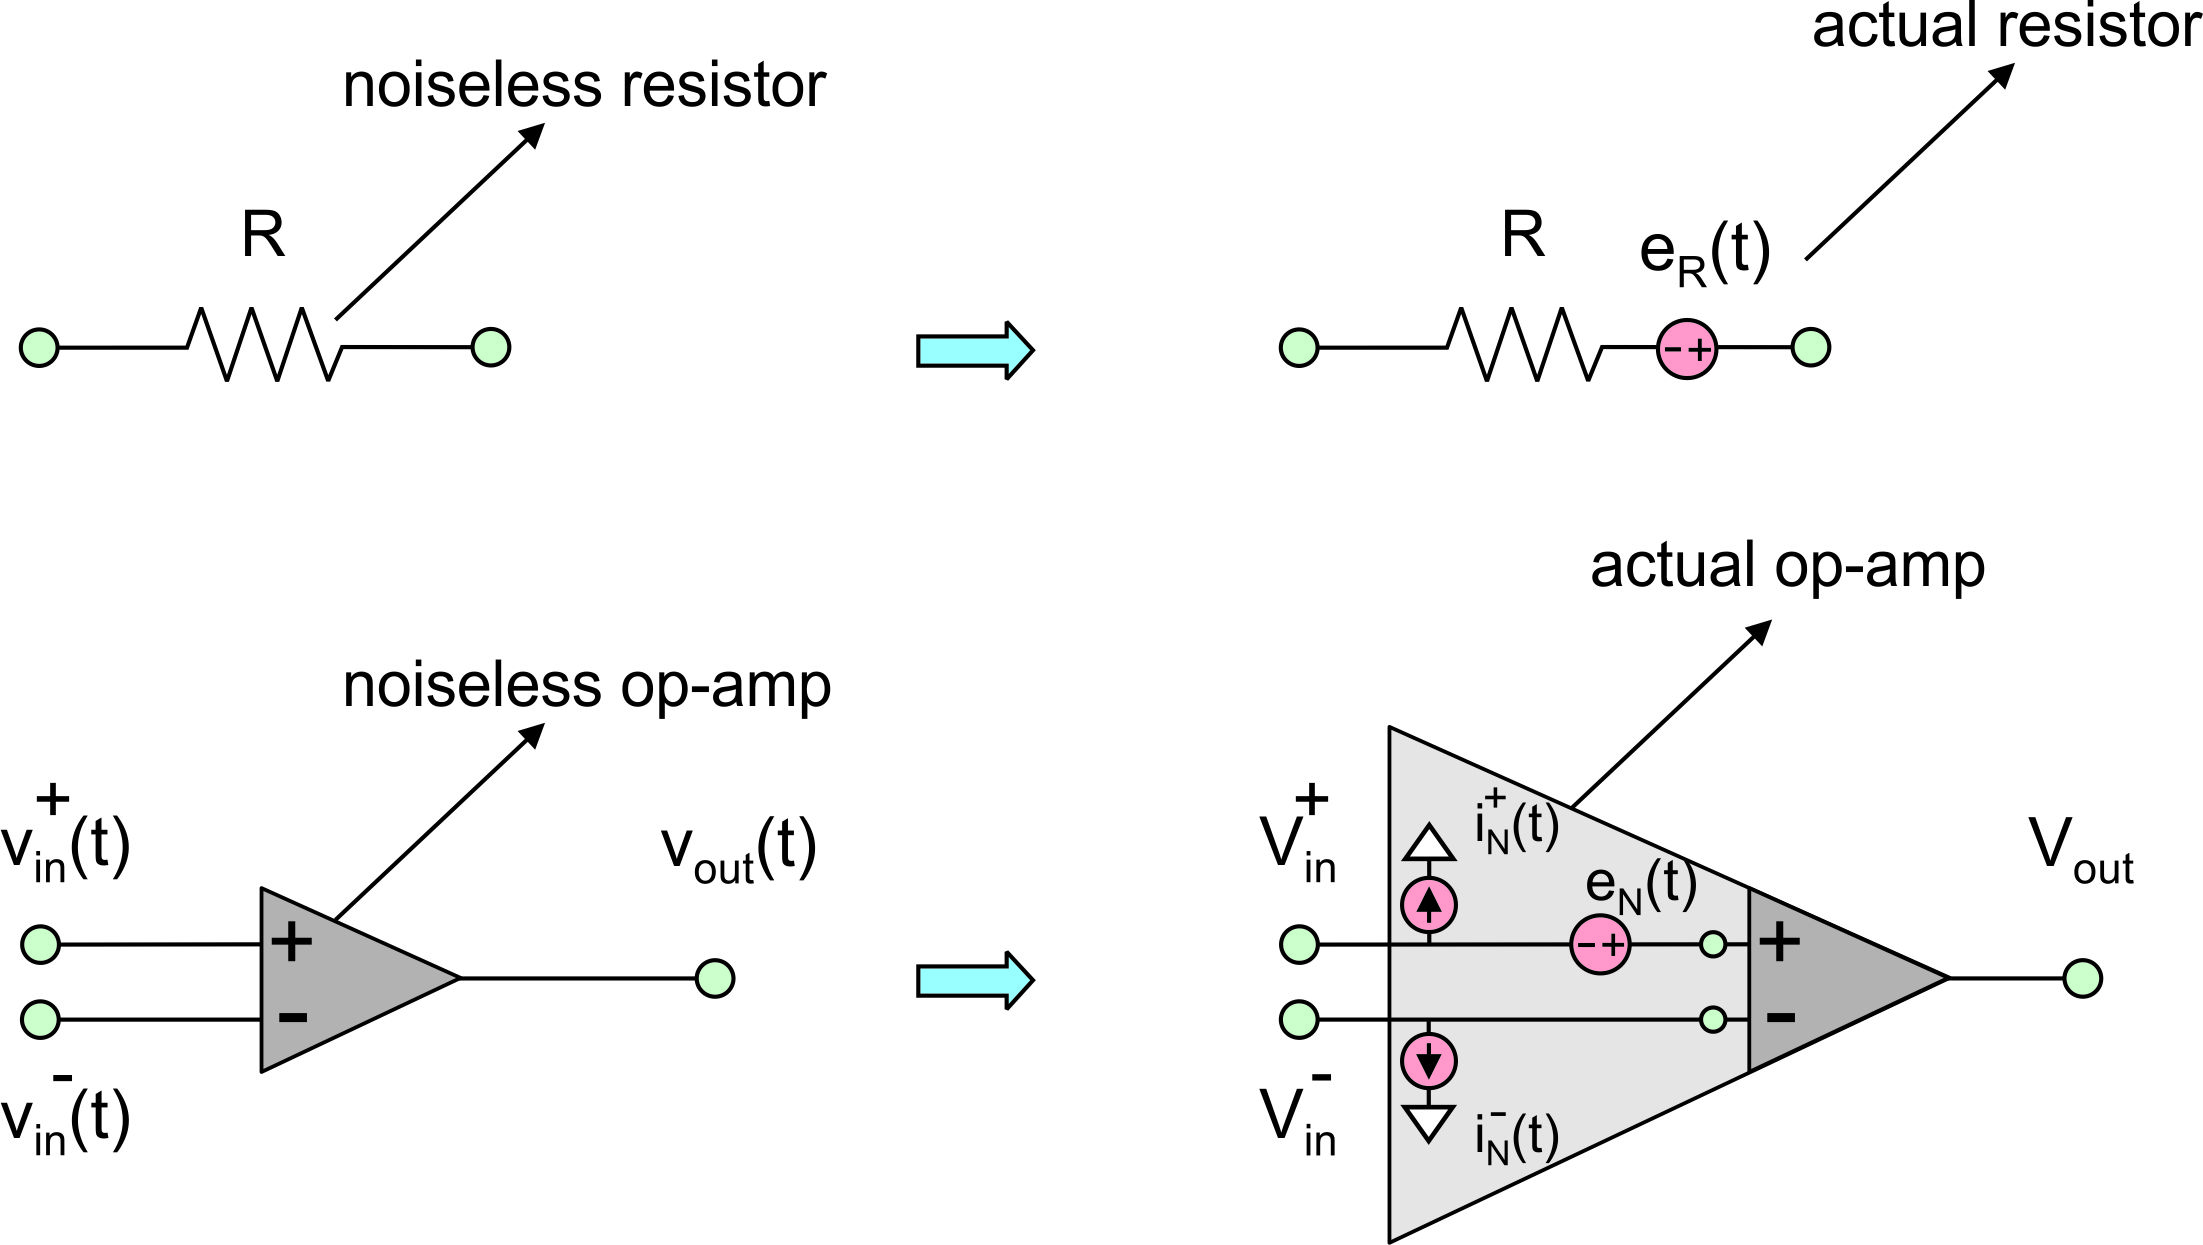 actual resistor
noiseless resistor
R
R
e_R(t)
- +
actual op-amp
noiseless op-amp
v_in^+(t)
v_out(t)
V_in^+
i_N^+(t)
e_N(t)
V_out
+
- +
+
-
-
v_in^-(t)
V_in^-
i_N^-(t)